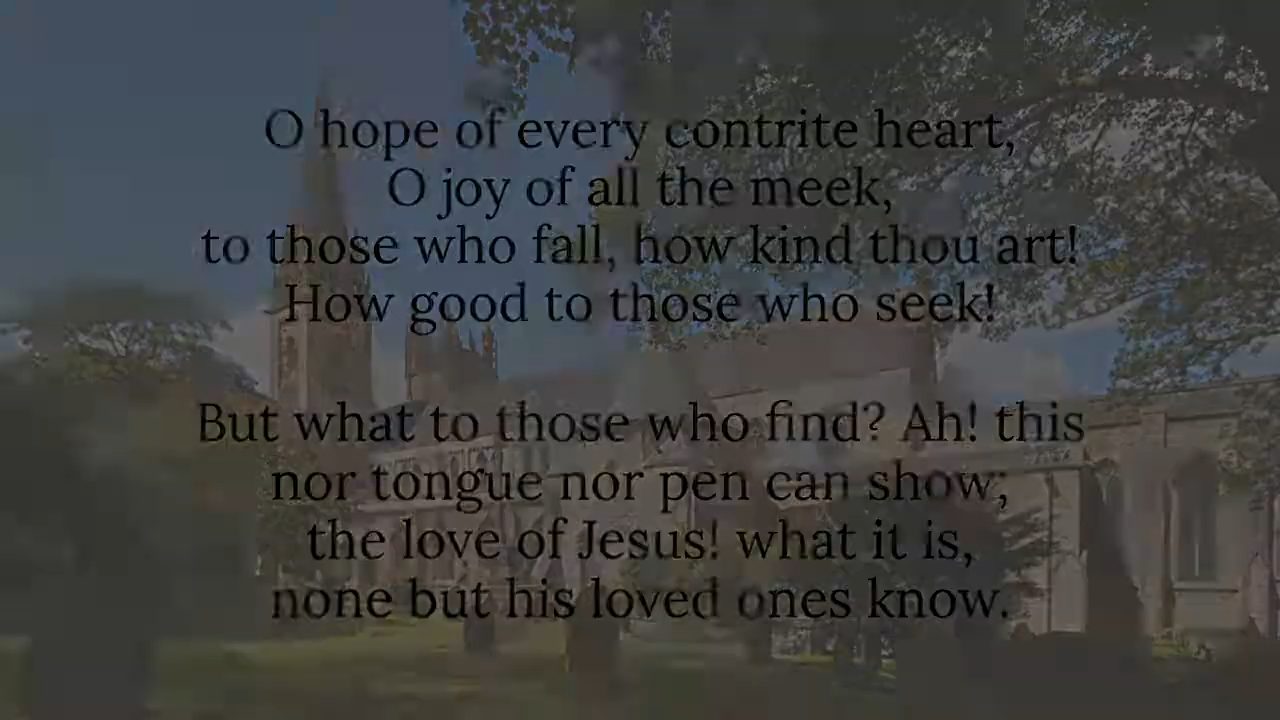 O hope of every contrite heart,
O joy of all the meek,
to those who fall, how kind thou art!
How good to those who seek!
But what to those who find? Ah! this
nor tongue nor pen can show;
the love of Jesus! what it is,
none but his loved ones know.